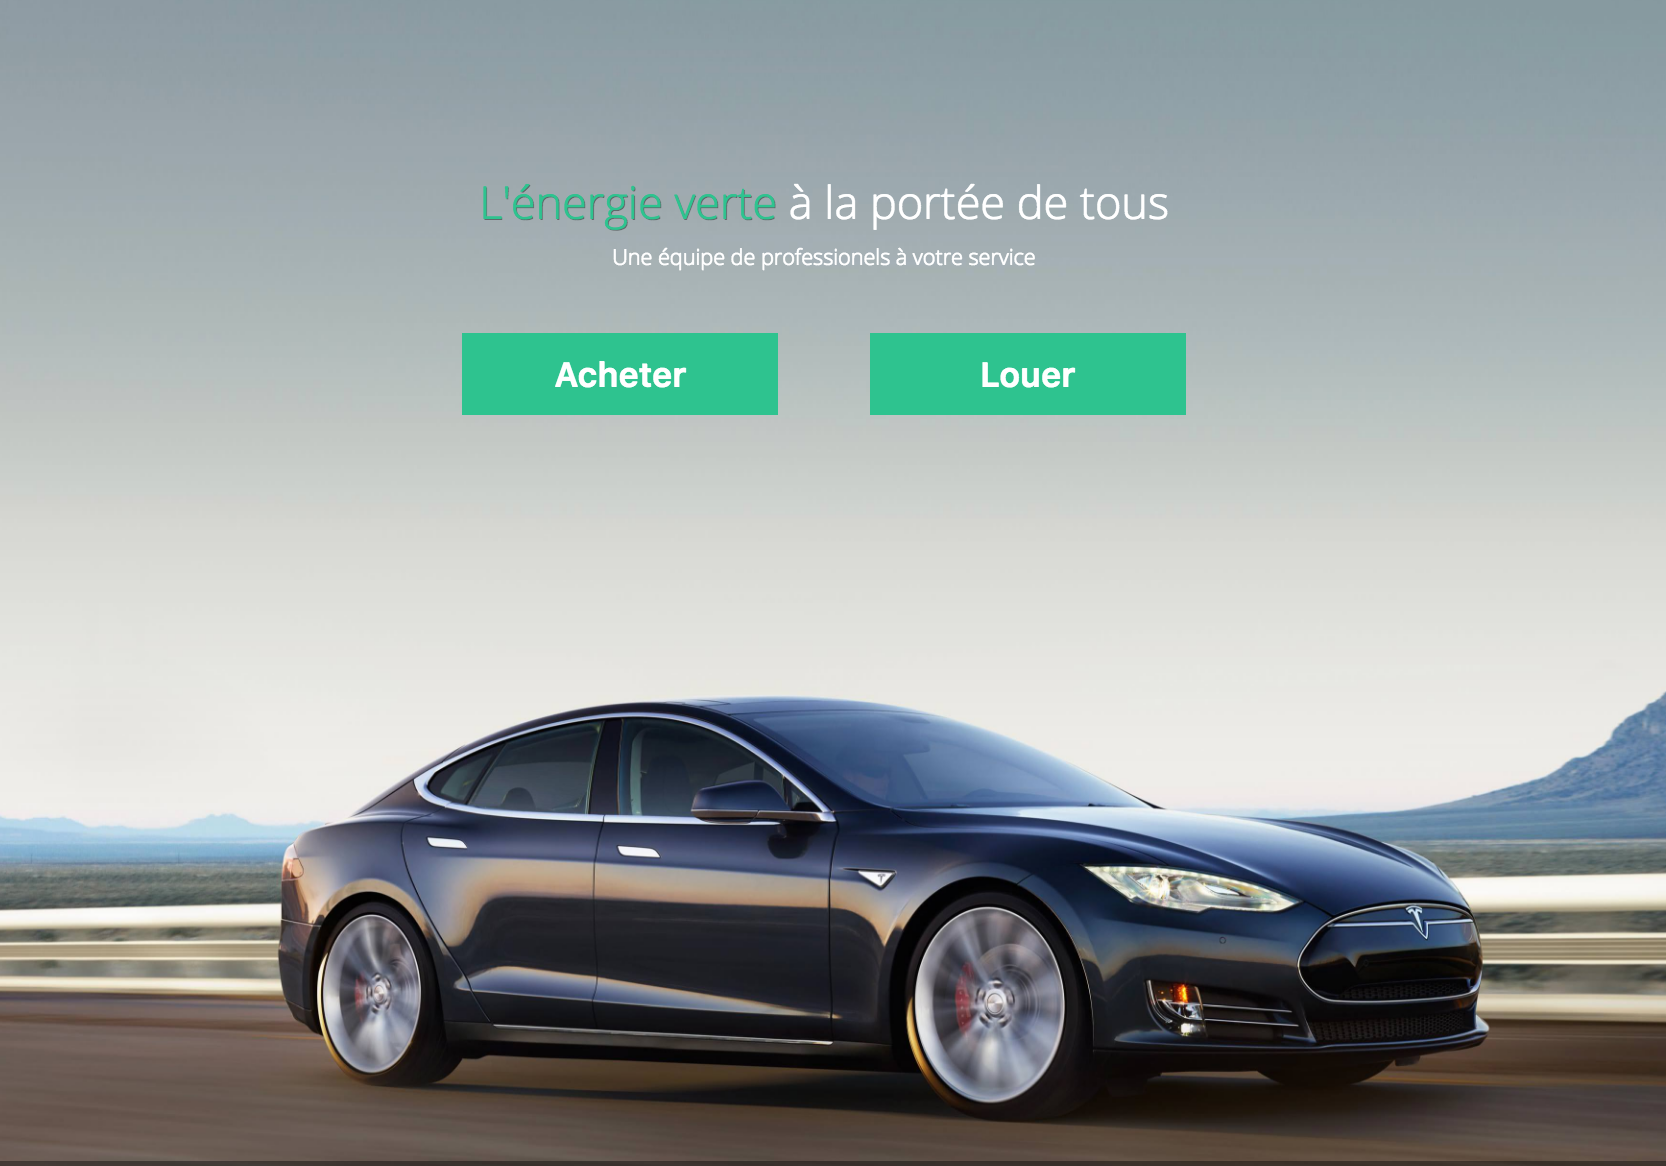 L'énergie verte à la portée de tous
Une équipe de professionels à votre service
Acheter
Louer